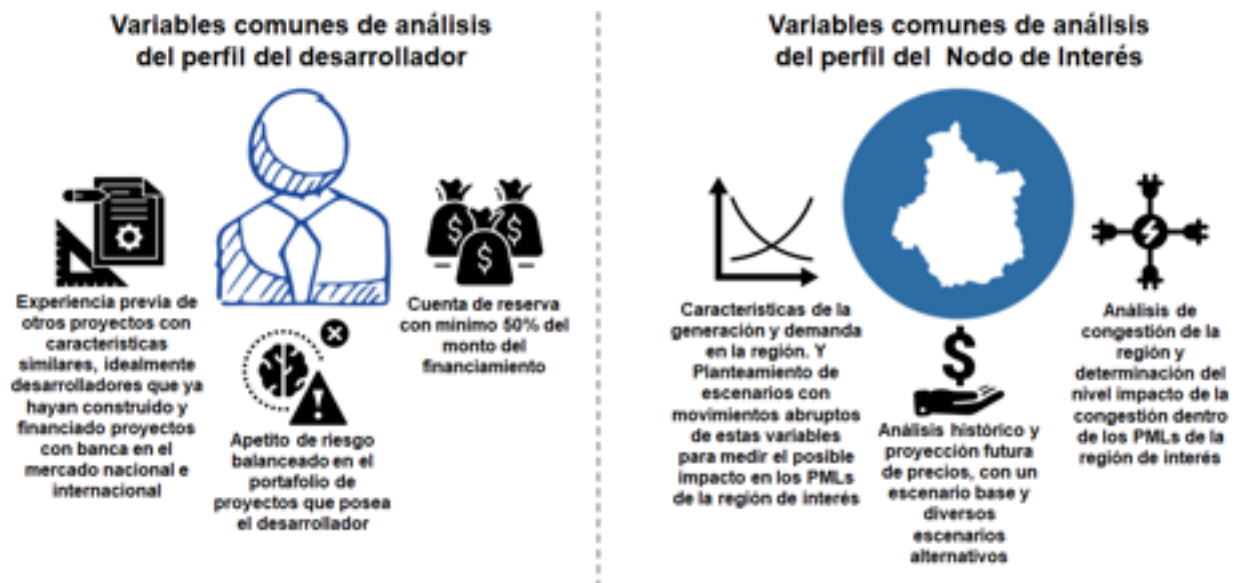 Variables comunes de análisis
del perfil del desarrollador
Experiencia previa de
otros proyectos con
características
similares, idealmente
desarrolladores que ya
hayan construido y
financiado proyectos
con banca en el
mercado nacional e
internacional
Apetito de riesgo
balanceado en el
portafolio de
proyectos que posea
el desarrollador
$ $
$
Cuenta de reserva
con mínimo 50% del
monto del
financiamiento
Variables comunes de análisis
del perfil del Nodo de Interés
Características de la
generación y demanda
en la región. Y
Planteamiento de
escenarios con
movimientos abruptos
de estas variables
para medir el posible
impacto en los PMLs
de la región de interés
$
Análisis histórico y
proyección futura
de precios, con un
escenario base y
diversos
escenarios
alternativos
Análisis de
congestión de la
región y
determinación del
nivel impacto de la
congestión dentro
de los PMLs de la
región de interés